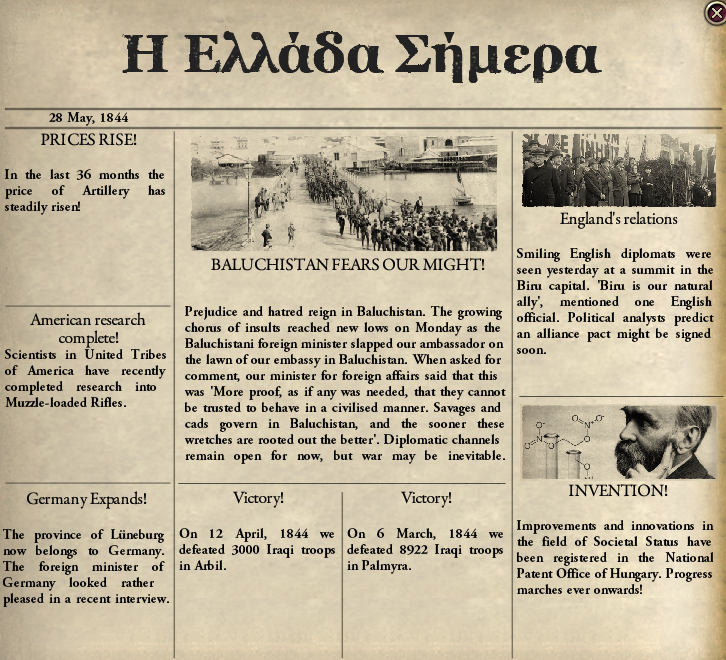 Η Ελλάδα Σήμερα
28 May, 1844
PRICES RISE!
In the last 36 months the
price of Artillery has
steadily risen!
American research
complete!
Scientists in United Tribes
of America have recently
completed research into
Muzzle-loaded Rifles.
Germany Expands!
The province of Lüneburg
now belongs to Germany.
The foreign minister of
Germany looked rather
pleased in a recent interview.
BALUCHISTAN FEARS OUR MIGHT!
Prejudice and hatred reign in Baluchistan. The growing
chorus of insults reached new lows on Monday as the
Baluchistani foreign minister slapped our ambassador on
the lawn of our embassy in Baluchistan. When asked for
comment, our minister for foreign affairs said that this
was 'More proof, as if any was needed, that they cannot
be trusted to behave in a civilised manner. Savages and
cads govern in Baluchistan, and the sooner these
wretches are rooted out the better'. Diplomatic channels
remain open for now, but war may be inevitable.
Victory!
On 12 April, 1844 we
defeated 3000 Iraqi troops
in Arbil.
Victory!
On 6 March, 1844 we
defeated 8922 Iraqi troops
in Palmyra.
England's relations
Smiling English diplomats were
seen yesterday at a summit in the
Biru capital. 'Biru is our natural
ally', mentioned one English
official. Political analysts predict
an alliance pact might be signed
soon.
INVENTION!
Improvements and innovations in
the field of Societal Status have
been registered in the National
Patent Office of Hungary. Progress
marches ever onwards!